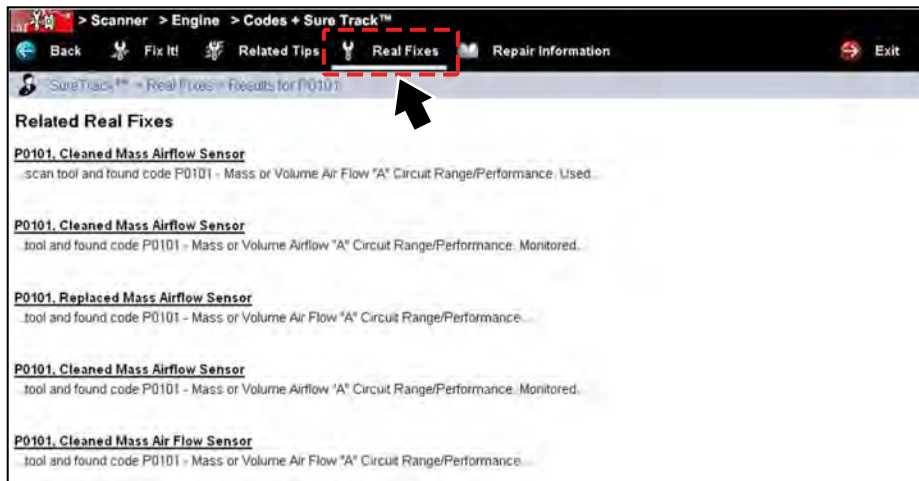 > Scanner > Engine > Codes + Sure Track™
Back Fix It! Related Tips Real Fixes Repair Information Exit
SureTrack™ > Real Fixes > Results for P0101
Related Real Fixes
P0101, Cleaned Mass Airflow Sensor
...scan tool and found code P0101 - Mass or Volume Air Flow "A" Circuit Range/Performance. Used...
P0101, Cleaned Mass Airflow Sensor
...tool and found code P0101 - Mass or Volume Airflow "A" Circuit Range/Performance. Monitored...
P0101, Replaced Mass Airflow Sensor
...tool and found code P0101 - Mass or Volume Air Flow "A" Circuit Range/Performance...
P0101, Cleaned Mass Airflow Sensor
...tool and found code P0101 - Mass or Volume Airflow "A" Circuit Range/Performance. Monitored...
P0101, Cleaned Mass Air Flow Sensor
...tool and found code P0101 - Mass or Volume Air Flow "A" Circuit Range/Performance...